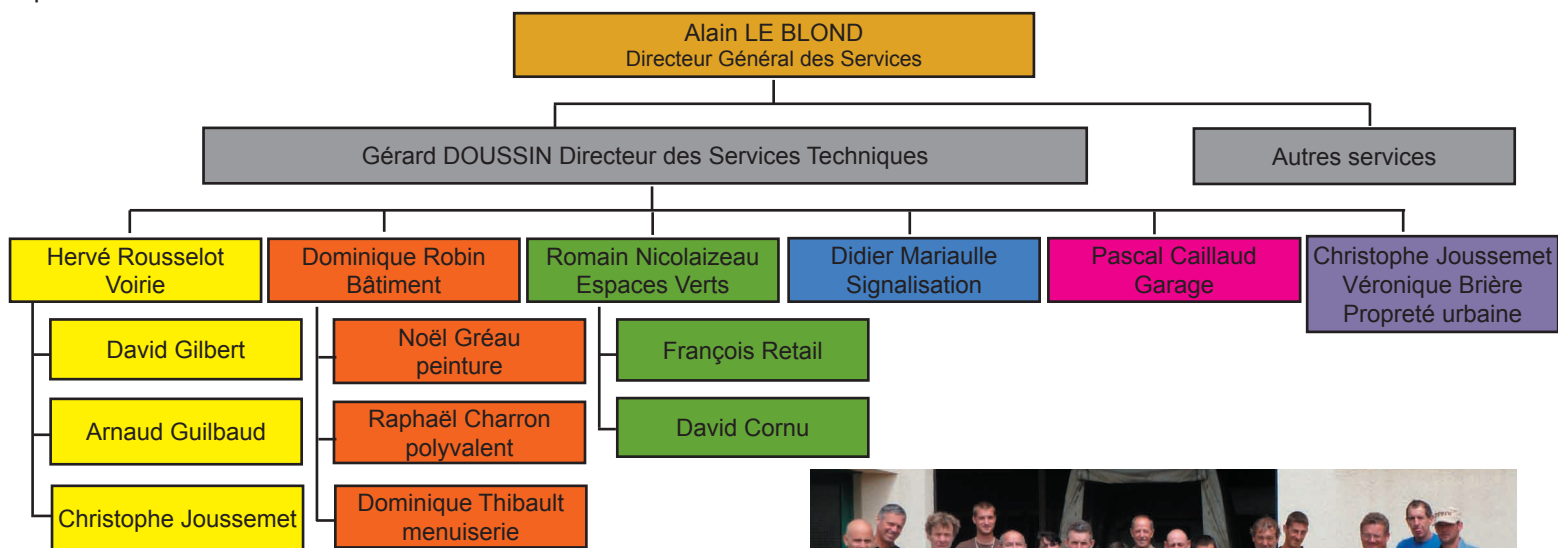 Alain LE BLOND
Directeur Général des Services
Gérard DOUSSIN Directeur des Services Techniques
Autres services
Hervé Rousselot
Voirie
Dominique Robin
Bâtiment
Romain Nicolaizeau
Espaces Verts
Didier Mariaulle
Signalisation
Pascal Caillaud
Garage
Christophe Joussemet
Véronique Brière
Propreté urbaine
David Gilbert
Arnaud Guilbaud
Christophe Joussemet
Noël Gréau
peinture
Raphaël Charron
polyvalent
Dominique Thibault
menuiserie
François Retail
David Cornu